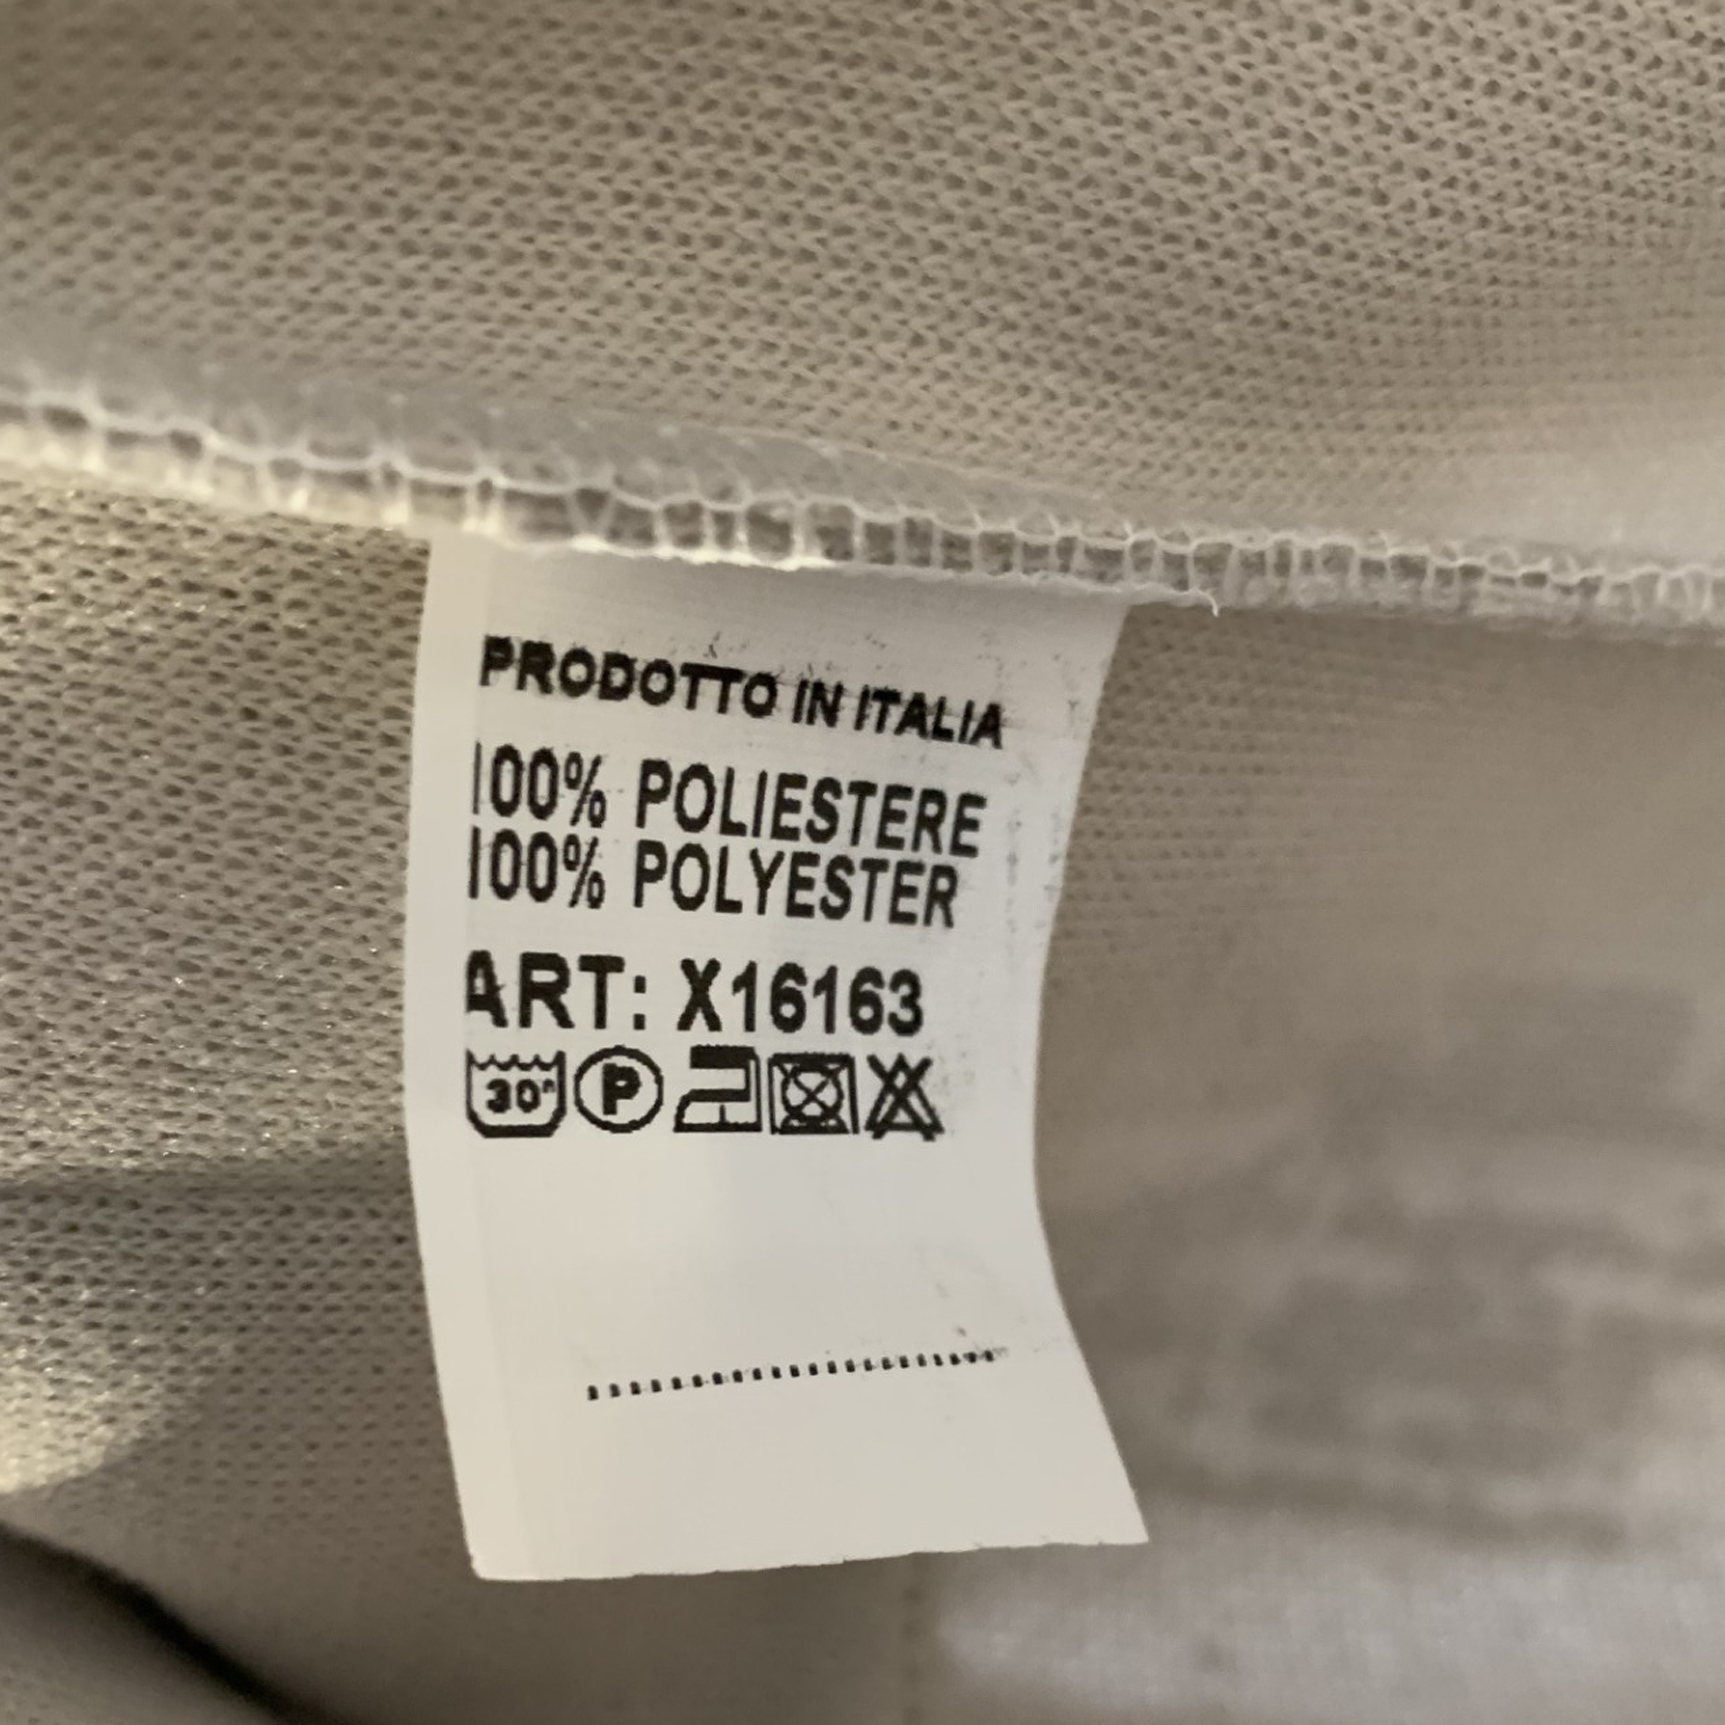 PRODOTTO IN ITALIA
100% POLIESTERE
100% POLYESTER
ART: X16163
30° P